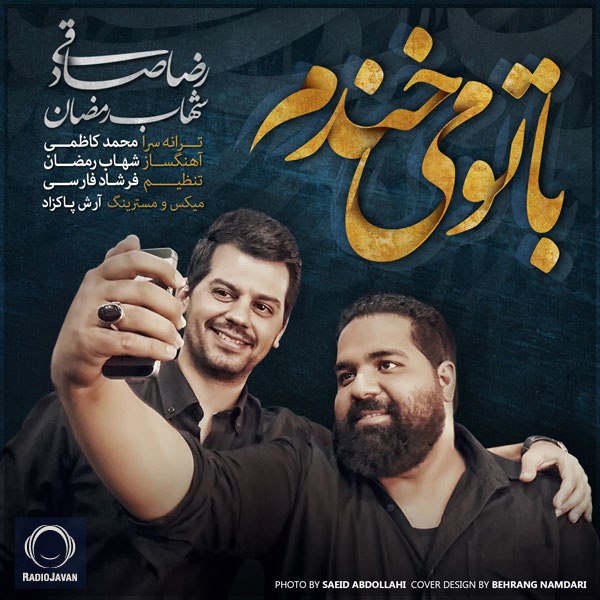 با تو می خندم
رضا صادقی
شهاب رمضان
ترانه سرا محمد کاظمی
آهنگساز شهاب رمضان
تنظیم فرشاد فارسی
میکس و مسترینگ آرش پاکزاد
RADIOJAVAN
PHOTO BY SAEID ABDOLLAHI COVER DESIGN BY BEHRANG NAMDARI